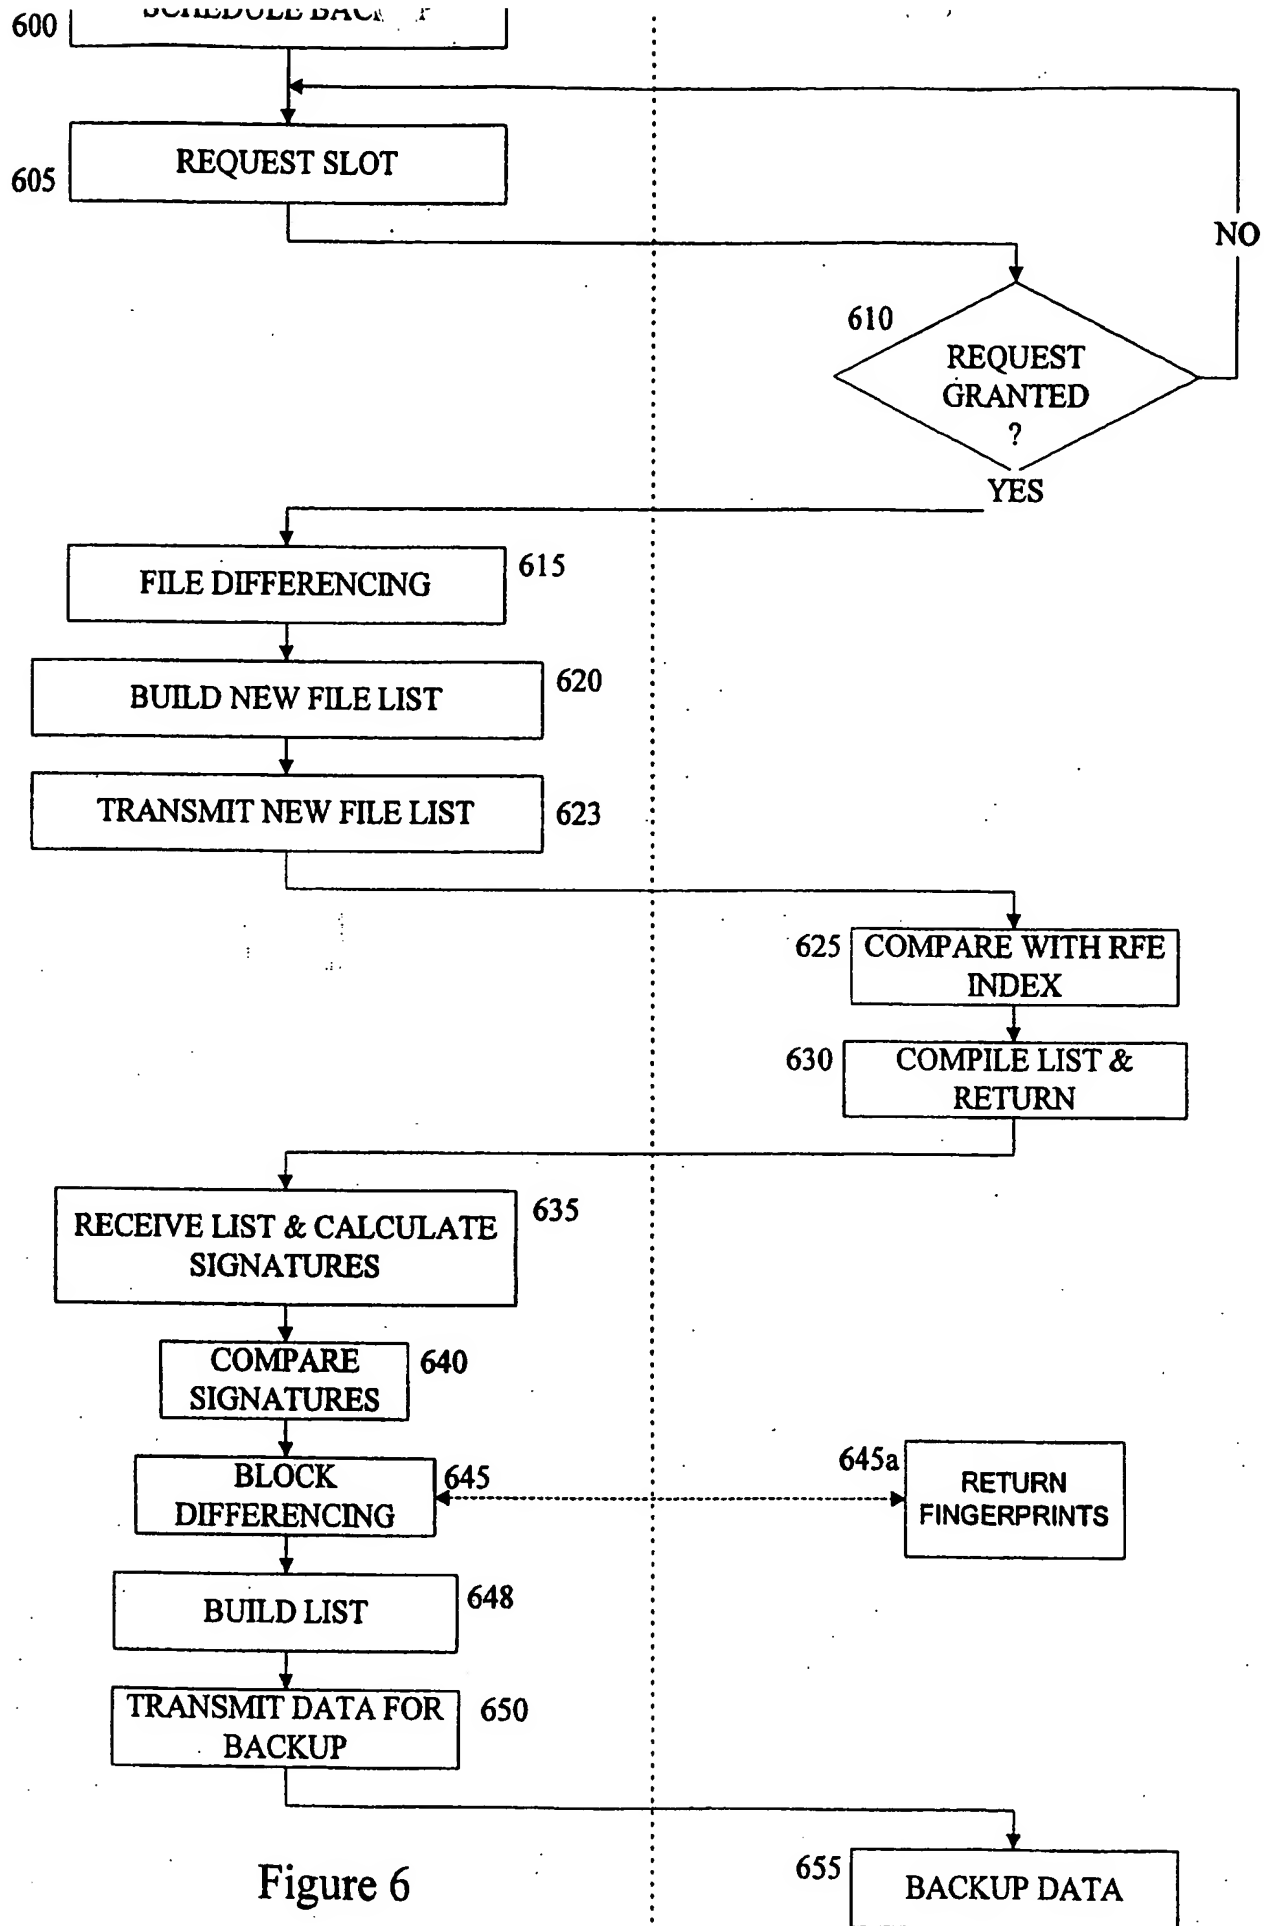 600
SCHEDULE
605
REQUEST SLOT
NO
610
REQUEST
GRANTED
?
YES
FILE DIFFERENCING
615
BUILD NEW FILE LIST
620
TRANSMIT NEW FILE LIST
623
625
COMPARE WITH RFE
INDEX
630
COMPILE LIST &
RETURN
RECEIVE LIST & CALCULATE
SIGNATURES
635
COMPARE
SIGNATURES
640
BLOCK
DIFFERENCING
645
645a
RETURN
FINGERPRINTS
BUILD LIST
648
TRANSMIT DATA FOR
BACKUP
650
655
BACKUP DATA
Figure 6